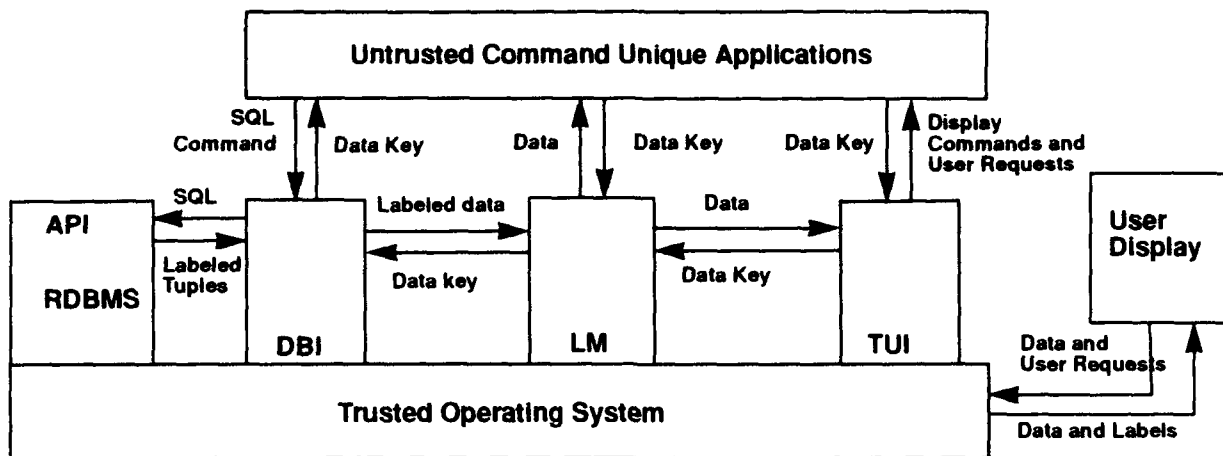 Untrusted Command Unique Applications
SQL
Command
Data Key
Data
Data Key
Data Key
Display
Commands and
User Requests
SQL
Labeled data
Data
API
User
Display
Labeled
Tuples
Data key
Data Key
RDBMS
DBI
LM
TUI
Data and
User Requests
Trusted Operating System
Data and Labels